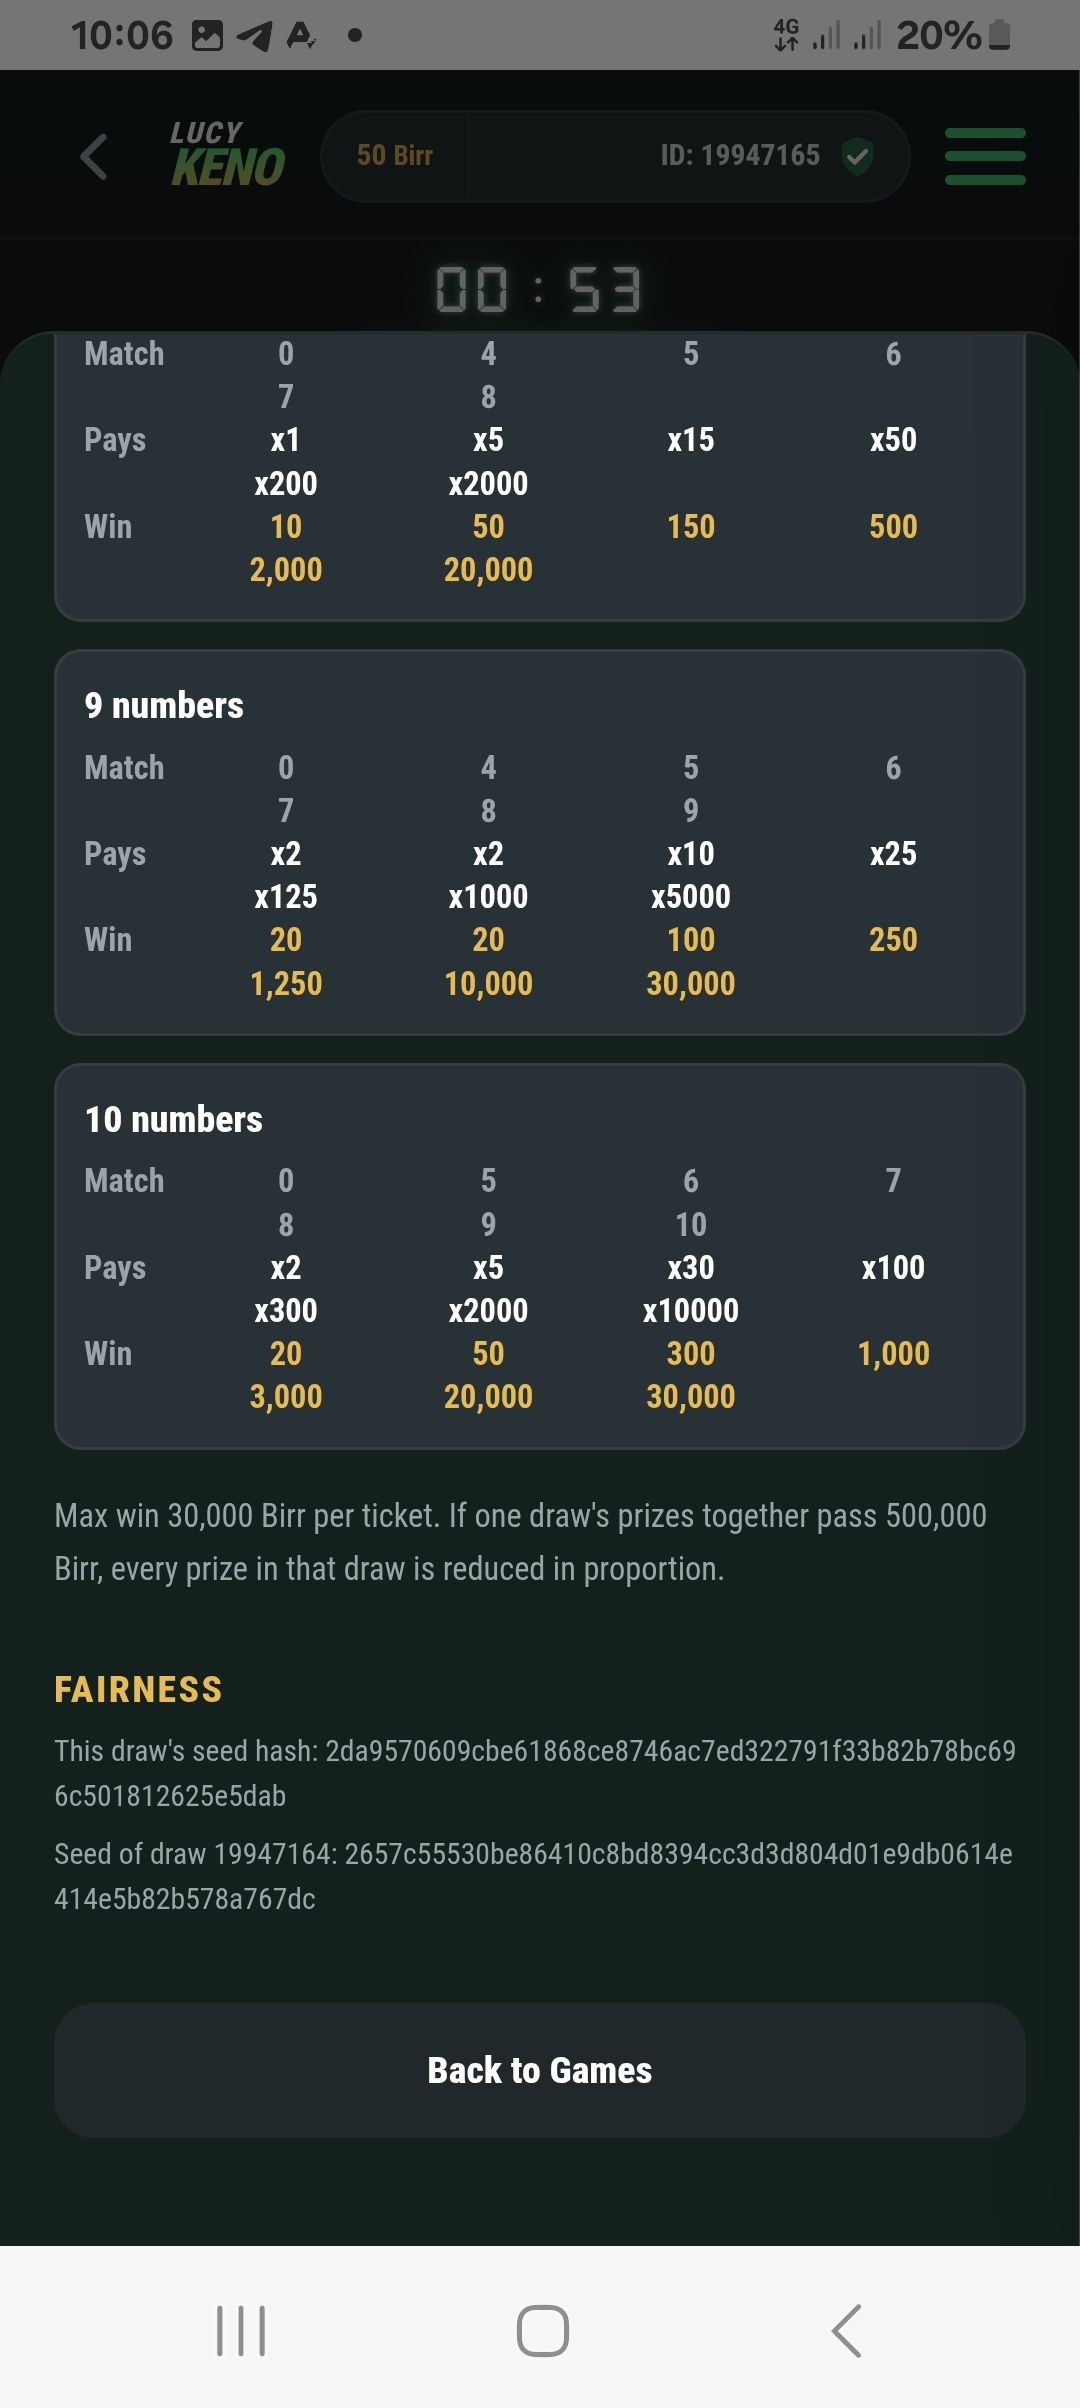 10:06
4G
20%
LUCY
KENO
50 Birr
ID: 19947165
00 : 53
Match 0 4 5 6
7 8
Pays x1 x5 x15 x50
x200 x2000
Win 10 50 150 500
2,000 20,000
9 numbers
Match 0 4 5 6
7 8 9
Pays x2 x2 x10 x25
x125 x1000 x5000
Win 20 20 100 250
1,250 10,000 30,000
10 numbers
Match 0 5 6 7
8 9 10
Pays x2 x5 x30 x100
x300 x2000 x10000
Win 20 50 300 1,000
3,000 20,000 30,000
Max win 30,000 Birr per ticket. If one draw's prizes together pass 500,000
Birr, every prize in that draw is reduced in proportion.
FAIRNESS
This draw's seed hash: 2da9570609cbe61868ce8746ac7ed322791f33b82b78bc69
6c501812625e5dab
Seed of draw 19947164: 2657c55530be86410c8bd8394cc3d3d804d01e9db0614e
414e5b82b578a767dc
Back to Games